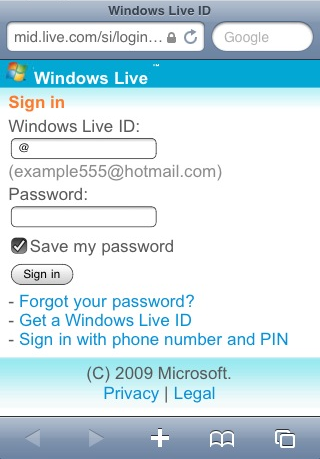 Windows Live ID
mid.live.com/si/login...
Google
Windows Live ™
Sign in
Windows Live ID:
@
(example555@hotmail.com)
Password:
Save my password
Sign in
- Forgot your password?
- Get a Windows Live ID
- Sign in with phone number and PIN
(C) 2009 Microsoft.
Privacy | Legal